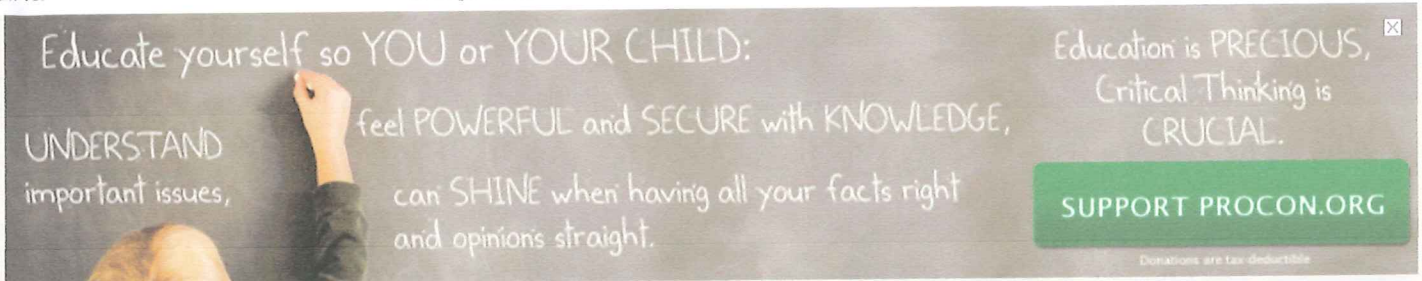 Educate yourself so YOU or YOUR CHILD:
UNDERSTAND
important issues,
feel POWERFUL and SECURE with KNOWLEDGE,
can SHINE when having all your facts right
and opinions straight.
Education is PRECIOUS,
Critical Thinking is
CRUCIAL.
SUPPORT PROCON.ORG
Donations are tax-deductible